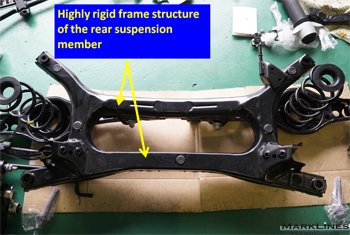 Highly rigid frame structure
of the rear suspension
member
MARKLINES